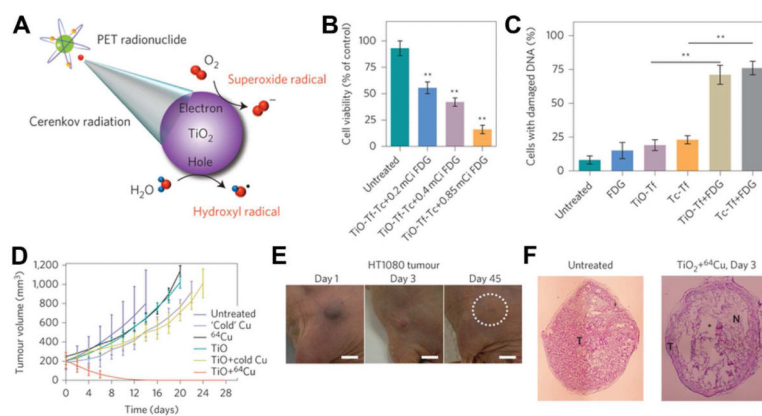 A
PET radionuclide
O2
Superoxide radical
−
Cerenkov radiation
Electron
TiO2
Hole
H2O
•
Hydroxyl radical
B
Cell viability (% of control)
100
75
50
25
0
**
**
**
Untreated
TiO-Tf-Tc+0.2 mCi FDG
TiO-Tf-Tc+0.4 mCi FDG
TiO-Tf-Tc+0.85 mCi FDG
C
Cells with damaged DNA (%)
100
75
50
25
0
**
**
Untreated
FDG
TiO-Tf
Tc-Tf
TiO-Tf+FDG
Tc-Tf+FDG
D
Tumour volume (mm³)
1,200
1,000
800
600
400
200
0
0 4 8 12 16 20 24 28
Time (days)
Untreated
'Cold' Cu
⁶⁴Cu
TiO
TiO+cold Cu
TiO+⁶⁴Cu
E
HT1080 tumour
Day 1
Day 3
Day 45
F
Untreated
T
TiO2+⁶⁴Cu, Day 3
N
*
T